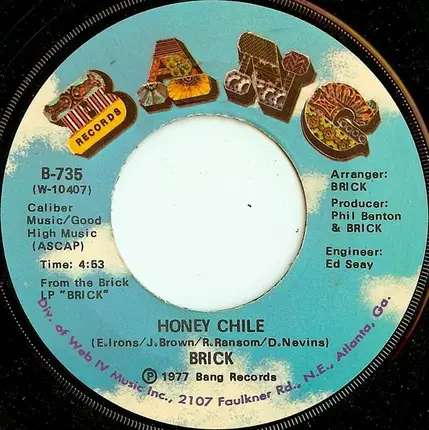 BANG
RECORDS
B-735
(W-10407)
Caliber
Music/Good
High Music
(ASCAP)
Time: 4:53
From the Brick
LP "BRICK"
Arranger:
BRICK
Producer:
Phil Benton
& BRICK
Engineer:
Ed Seay
HONEY CHILE
(E.Irons/J.Brown/R.Ransom/D.Nevins)
BRICK
Ⓟ 1977 Bang Records
Div. of Web IV Music Inc., 2107 Faulkner Rd., N.E., Atlanta, Ga.